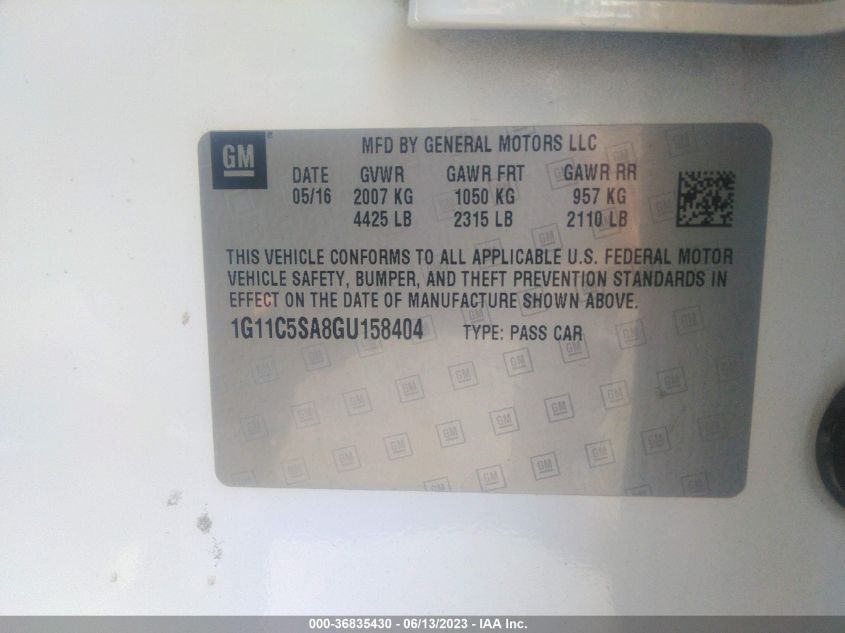 GM
MFD BY GENERAL MOTORS LLC
DATE GVWR GAWR FRT GAWR RR
05/16 2007 KG 1050 KG 957 KG
4425 LB 2315 LB 2110 LB
THIS VEHICLE CONFORMS TO ALL APPLICABLE U.S. FEDERAL MOTOR
VEHICLE SAFETY, BUMPER, AND THEFT PREVENTION STANDARDS IN
EFFECT ON THE DATE OF MANUFACTURE SHOWN ABOVE.
1G11C5SA8GU158404 TYPE: PASS CAR
000-36835430 - 06/13/2023 - IAA Inc.